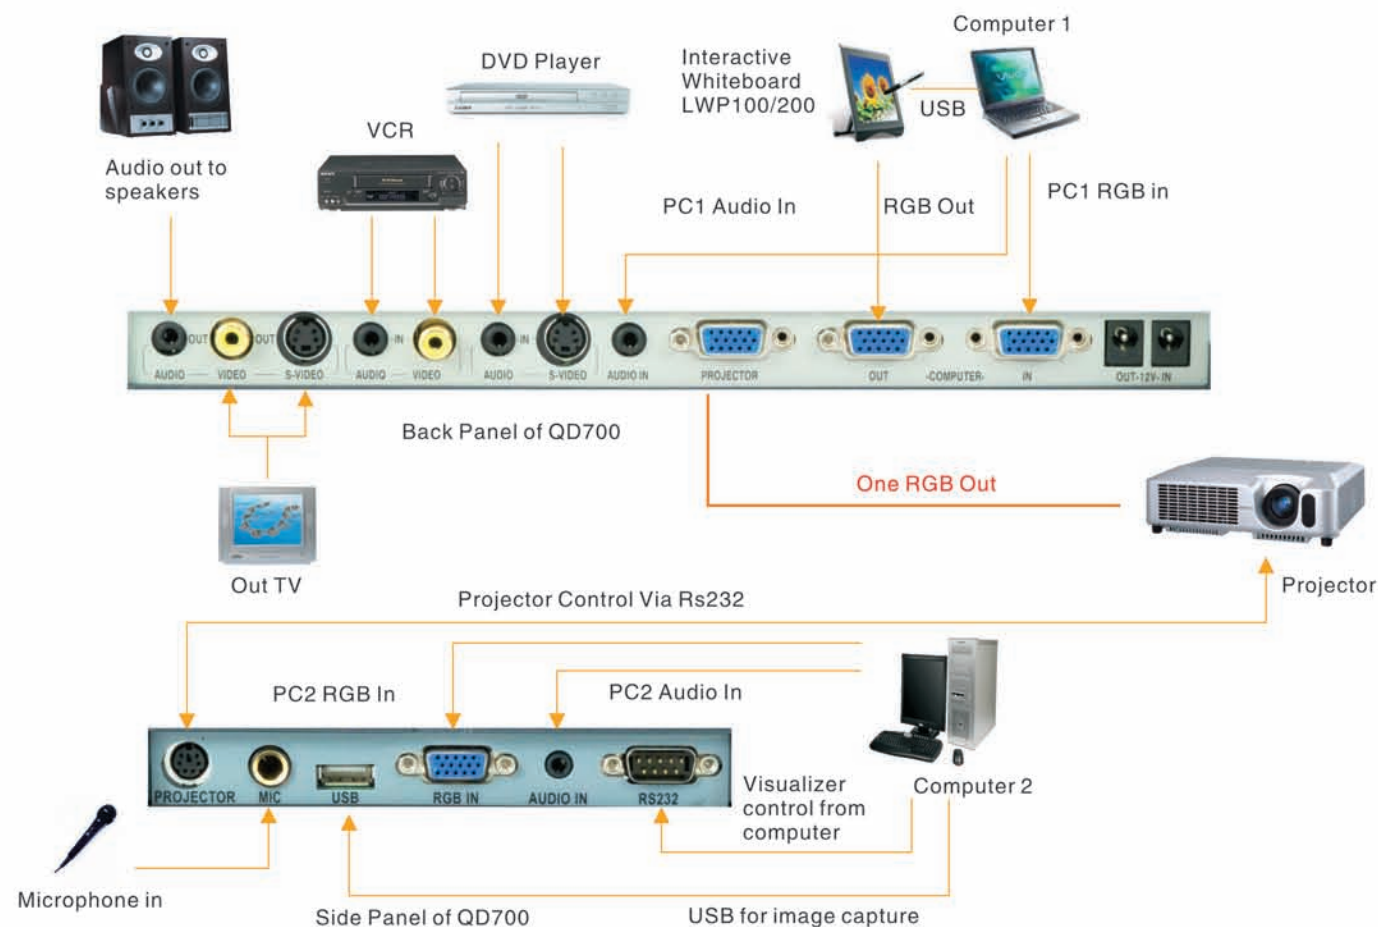 Computer 1
Interactive
Whiteboard
LWP100/200
DVD Player
USB
VCR
Audio out to
speakers
PC1 Audio In
RGB Out
PC1 RGB in
OUT
OUT
IN
IN
AUDIO
VIDEO
S-VIDEO
AUDIO
VIDEO
AUDIO
S-VIDEO
AUDIO IN
PROJECTOR
OUT
-COMPUTER-
IN
OUT-12V-IN
Back Panel of QD700
One RGB Out
Out TV
Projector
Projector Control Via Rs232
PC2 RGB In
PC2 Audio In
PROJECTOR
MIC
USB
RGB IN
AUDIO IN
RS232
Visualizer
control from
computer
Computer 2
Microphone in
Side Panel of QD700
USB for image capture